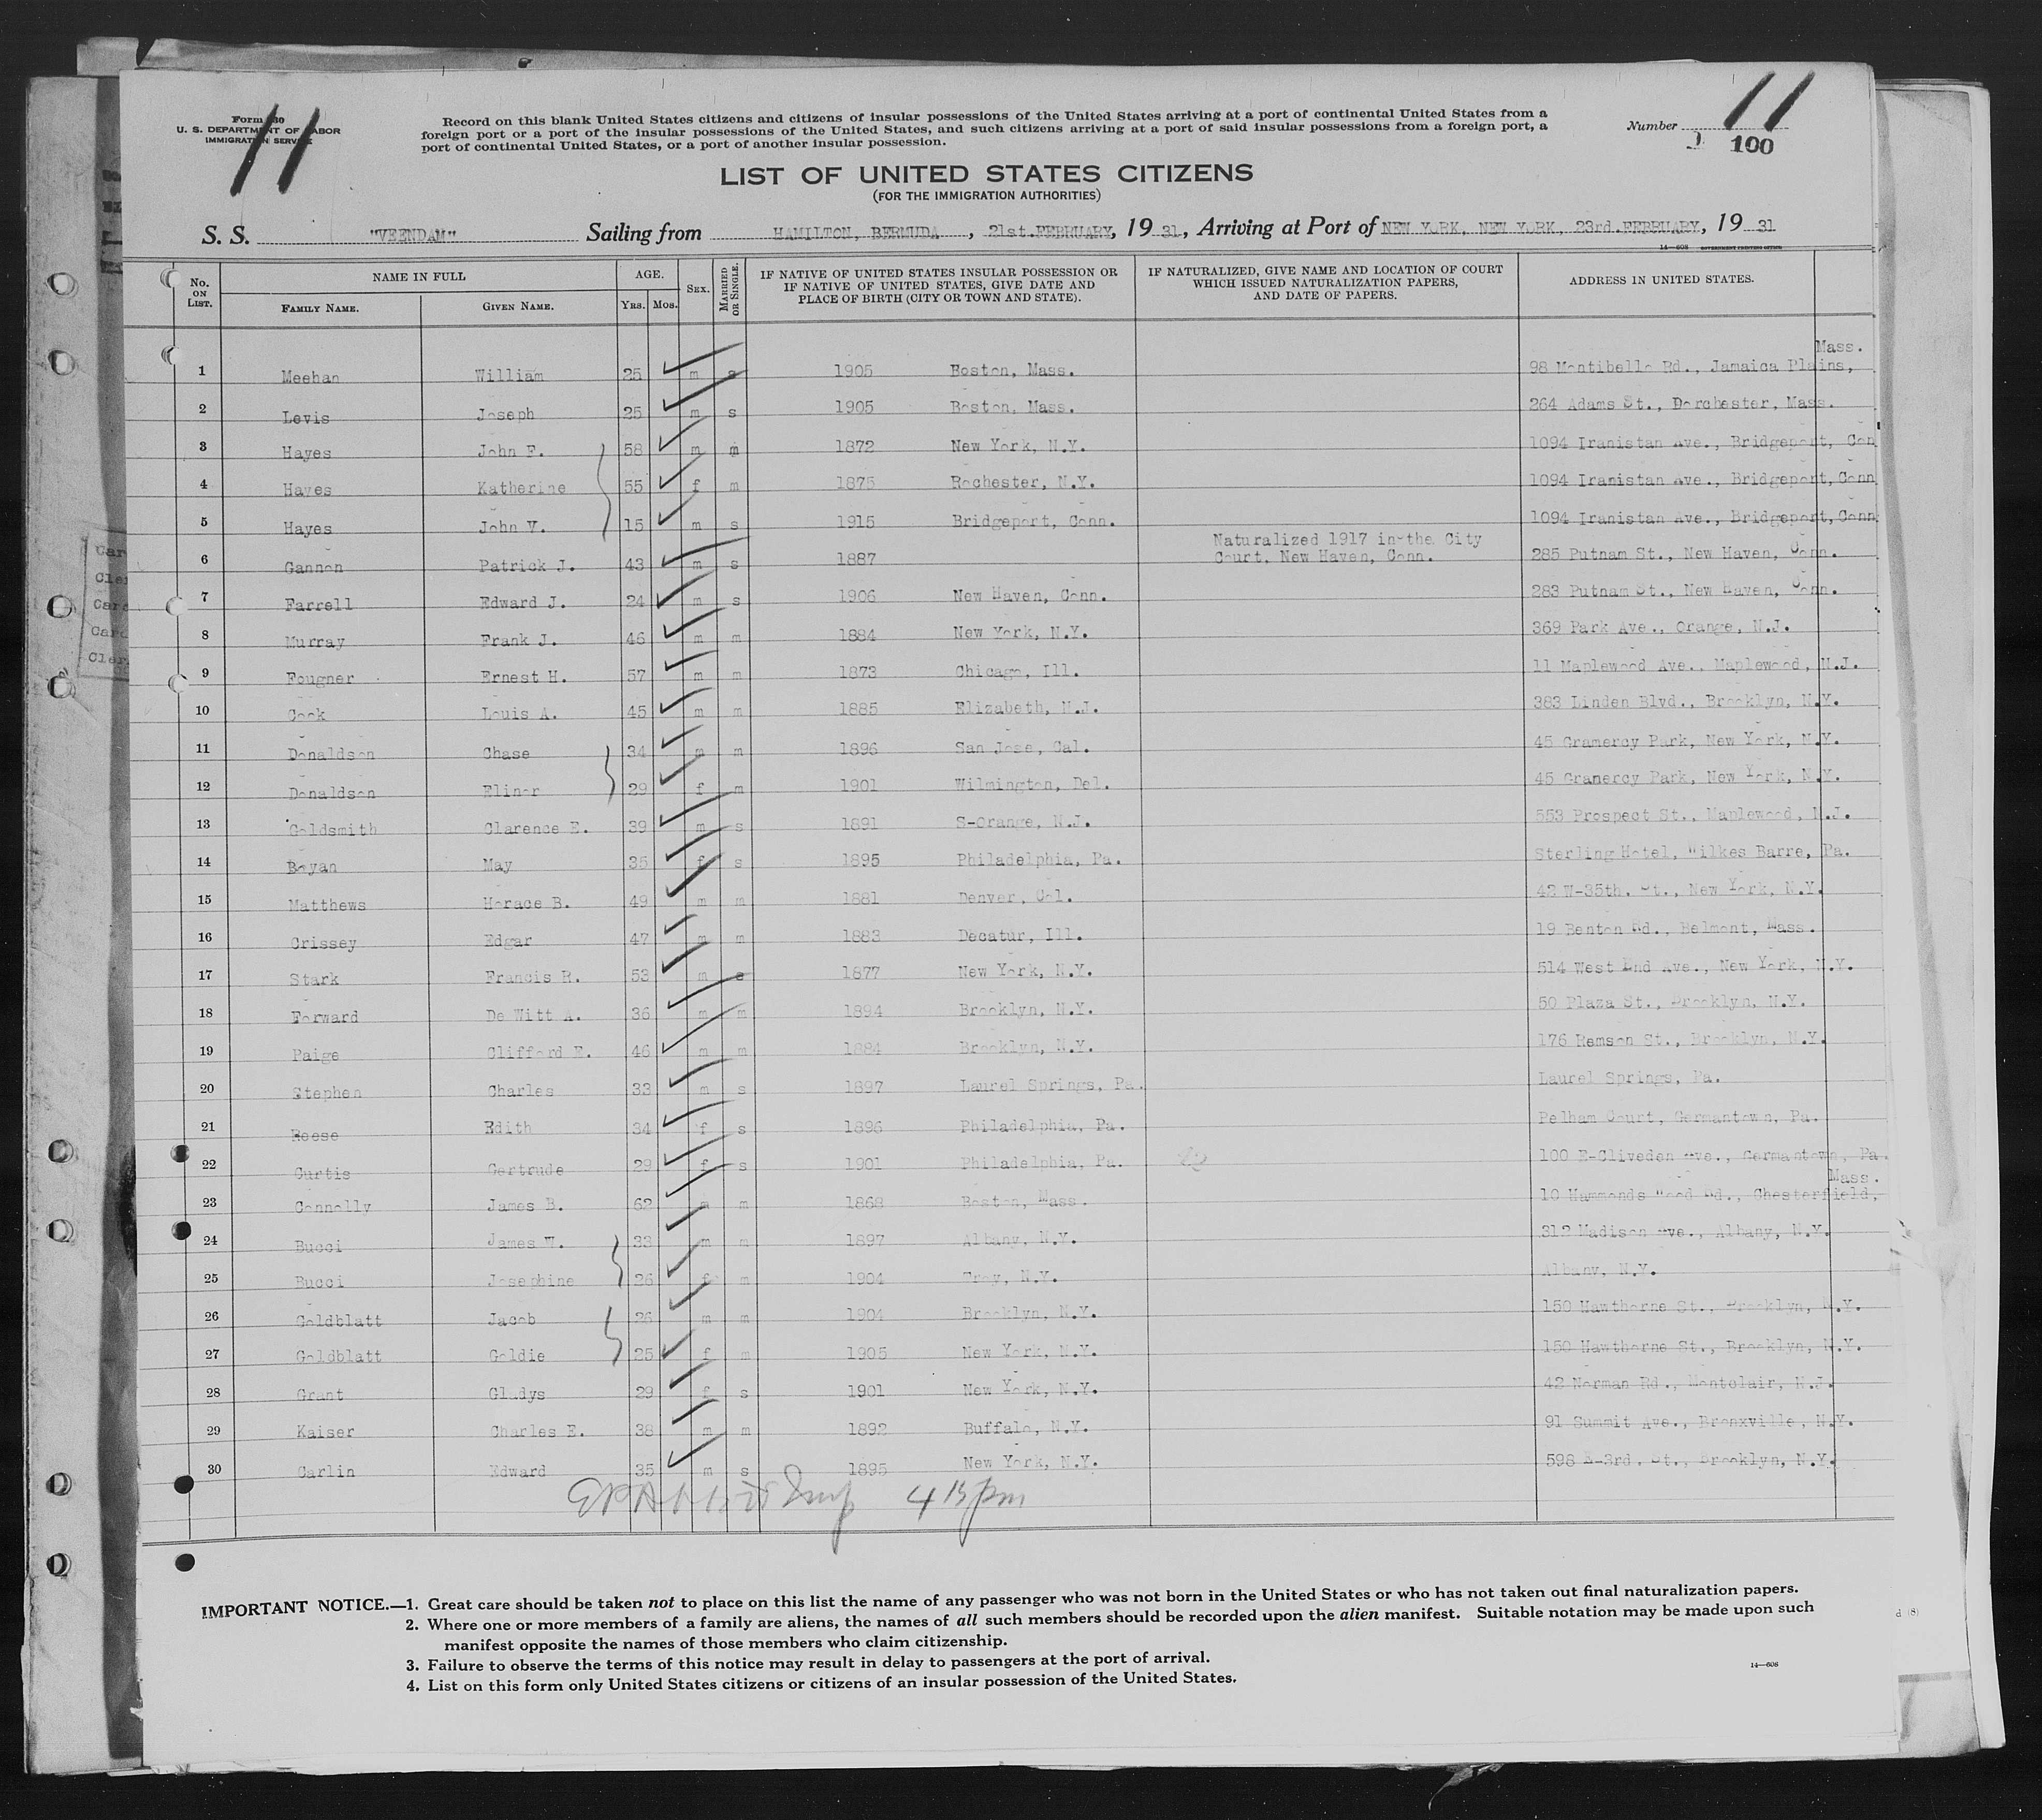 11
11
Form 630
U. S. DEPARTMENT OF LABOR
IMMIGRATION SERVICE
Record on this blank United States citizens and citizens of insular possessions of the United States arriving at a port of continental United States from a
foreign port or a port of the insular possessions of the United States, and such citizens arriving at a port of said insular possessions from a foreign port, a
port of continental United States, or a port of another insular possession.
Number
100
LIST OF UNITED STATES CITIZENS
(FOR THE IMMIGRATION AUTHORITIES)
S. S. "VEENDAM" Sailing from HAMILTON, BERMUDA, 21st.FEBRUARY, 19 31, Arriving at Port of NEW YORK, NEW YORK, 23rd.FEBRUARY, 19 31
14—608 GOVERNMENT PRINTING OFFICE
No. ON LIST. NAME IN FULL AGE. SEX. MARRIED OR SINGLE. IF NATIVE OF UNITED STATES INSULAR POSSESSION OR IF NATIVE OF UNITED STATES, GIVE DATE AND PLACE OF BIRTH (CITY OR TOWN AND STATE). IF NATURALIZED, GIVE NAME AND LOCATION OF COURT WHICH ISSUED NATURALIZATION PAPERS, AND DATE OF PAPERS. ADDRESS IN UNITED STATES.
FAMILY NAME. GIVEN NAME. YRS. MOS.
Mass.
1 Meehan William 25 m s 1905 Boston, Mass. 98 Montibello Rd., Jamaica Plains,
2 Levis Joseph 25 m s 1905 Boston, Mass. 264 Adams St., Dorchester, Mass.
3 Hayes John F. 58 m m 1872 New York, N.Y. 1094 Iranistan Ave., Bridgeport, Con
4 Hayes Katherine 55 f m 1875 Rochester, N.Y. 1094 Iranistan Ave., Bridgeport, Conn
5 Hayes John V. 15 m s 1915 Bridgeport, Conn. 1094 Iranistan Ave., Bridgeport, Conn
Naturalized 1917 in the City
6 Gannon Patrick J. 43 m s 1887 Court, New Haven, Conn. 285 Putnam St., New Haven, Conn.
7 Farrell Edward J. 24 m s 1906 New Haven, Conn. 283 Putnam St., New Haven, Conn.
8 Murray Frank J. 46 m m 1884 New York, N.Y. 369 Park Ave., Orange, N.J.
9 Fougner Ernest H. 57 m m 1873 Chicago, Ill. 11 Maplewood Ave., Maplewood, N.J.
10 Cook Louis A. 45 m m 1885 Elizabeth, N.J. 383 Linden Blvd., Brooklyn, N.Y.
11 Donaldson Chase 34 m m 1896 San Jose, Cal. 45 Gramercy Park, New York, N.Y.
12 Donaldson Elinor 29 f m 1901 Wilmington, Del. 45 Gramercy Park, New York, N.Y.
13 Goldsmith Clarence E. 39 m s 1891 S-Orange, N.J. 553 Prospect St., Maplewood, N.J.
14 Boyan May 35 f s 1895 Philadelphia, Pa. Sterling Hotel, Wilkes Barre, Pa.
15 Matthews Horace B. 49 m m 1881 Denver, Col. 42 W-35th. St., New York, N.Y.
16 Crissey Edgar 47 m m 1883 Decatur, Ill. 19 Benton Rd., Belmont, Mass.
17 Stark Francis R. 53 m s 1877 New York, N.Y. 514 West End Ave., New York, N.Y.
18 Forward De Witt A. 36 m m 1894 Brooklyn, N.Y. 50 Plaza St., Brooklyn, N.Y.
19 Paige Clifford E. 46 m m 1884 Brooklyn, N.Y. 176 Remsen St., Brooklyn, N.Y.
20 Stephen Charles 33 m s 1897 Laurel Springs, Pa. Laurel Springs, Pa.
21 Reese Edith 34 f s 1896 Philadelphia, Pa. Pelham Court, Germantown, Pa.
22 Curtis Gertrude 29 f s 1901 Philadelphia, Pa. 100 E-Cliveden Ave., Germantown, Pa.
Mass.
23 Connolly James B. 62 m m 1868 Boston, Mass. 10 Hammonds Wood Rd., Chesterfield,
24 Bucci James W. 33 m m 1897 Albany, N.Y. 312 Madison Ave., Albany, N.Y.
25 Bucci Josephine 26 f m 1904 Troy, N.Y. Albany, N.Y.
26 Goldblatt Jacob 26 m m 1904 Brooklyn, N.Y. 150 Hawthorne St., Brooklyn, N.Y.
27 Goldblatt Goldie 25 f m 1905 New York, N.Y. 150 Hawthorne St., Brooklyn, N.Y.
28 Grant Gladys 29 f s 1901 New York, N.Y. 42 Norman Rd., Montclair, N.J.
29 Kaiser Charles E. 38 m m 1892 Buffalo, N.Y. 91 Summit Ave., Bronxville, N.Y.
30 Carlin Edward 35 m s 1895 New York, N.Y. 598 E-3rd. St., Brooklyn, N.Y.
Insp 4 15 pm
IMPORTANT NOTICE.—1. Great care should be taken not to place on this list the name of any passenger who was not born in the United States or who has not taken out final naturalization papers.
2. Where one or more members of a family are aliens, the names of all such members should be recorded upon the alien manifest. Suitable notation may be made upon such
manifest opposite the names of those members who claim citizenship.
3. Failure to observe the terms of this notice may result in delay to passengers at the port of arrival.
4. List on this form only United States citizens or citizens of an insular possession of the United States.
14—608